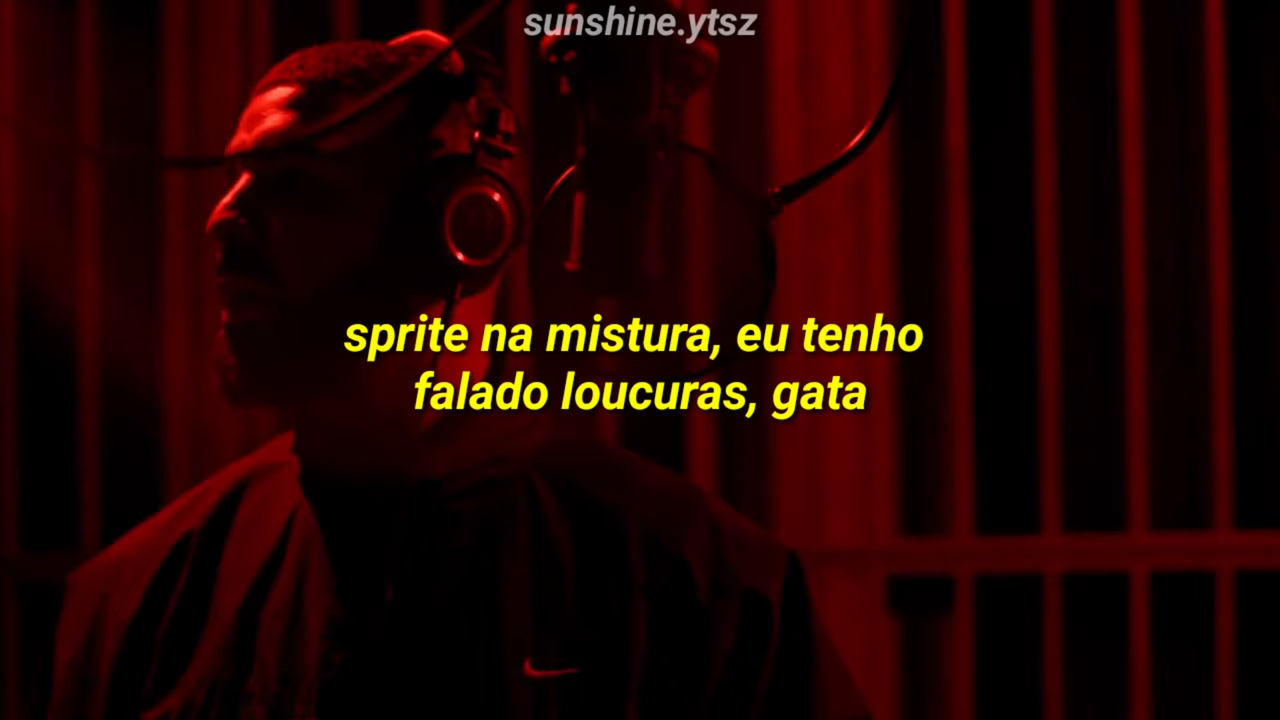 sunshine.ytsz
sprite na mistura, eu tenho
falado loucuras, gata